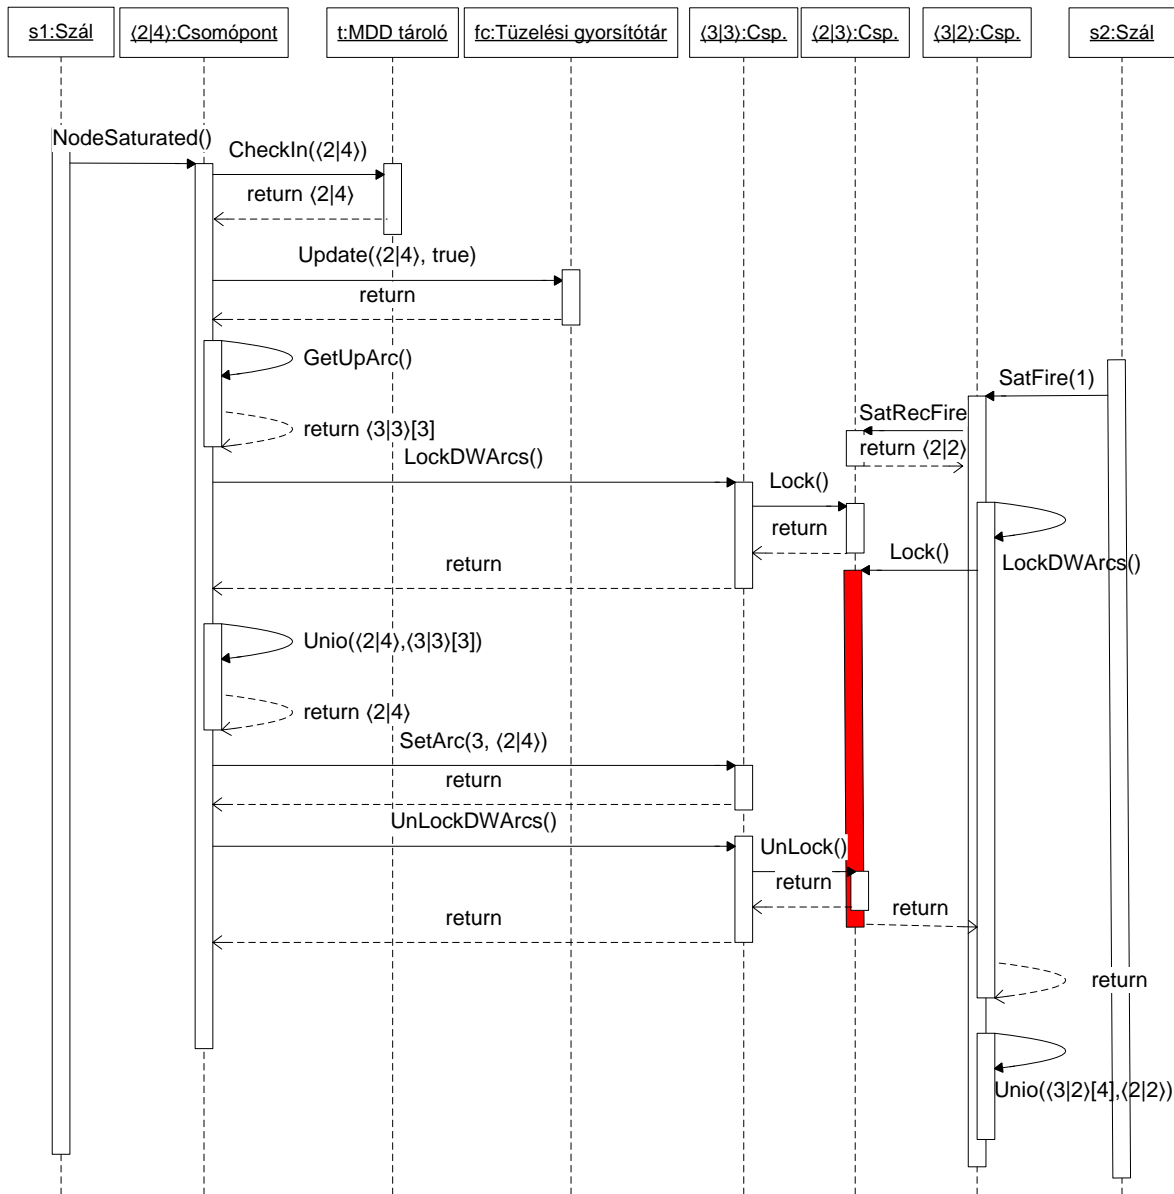 s1:Szál
⟨2|4⟩:Csomópont
t:MDD tároló
fc:Tüzelési gyorsítótár
⟨3|3⟩:Csp.
⟨2|3⟩:Csp.
⟨3|2⟩:Csp.
s2:Szál
NodeSaturated()
CheckIn(⟨2|4⟩)
return ⟨2|4⟩
Update(⟨2|4⟩, true)
return
GetUpArc()
SatFire(1)
SatRecFire
return ⟨3|3⟩[3]
return ⟨2|2⟩
LockDWArcs()
Lock()
return
Lock()
LockDWArcs()
return
Unio(⟨2|4⟩,⟨3|3⟩[3])
return ⟨2|4⟩
SetArc(3, ⟨2|4⟩)
return
UnLockDWArcs()
UnLock()
return
return
return
return
Unio(⟨3|2⟩[4],⟨2|2⟩)